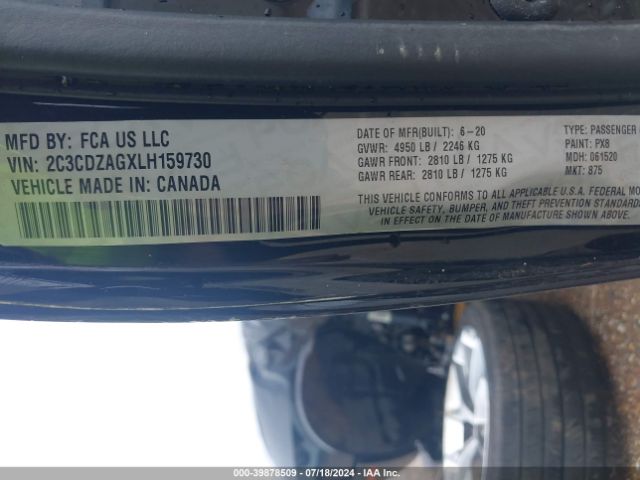 MFD BY: FCA US LLC
VIN: 2C3CDZAGXLH159730
VEHICLE MADE IN: CANADA
DATE OF MFR(BUILT): 6-20
GVWR: 4950 LB / 2246 KG
GAWR FRONT: 2810 LB / 1275 KG
GAWR REAR: 2810 LB / 1275 KG
TYPE: PASSENGER
PAINT: PX8
MDH: 061520
MKT: 875
THIS VEHICLE CONFORMS TO ALL APPLICABLE U.S.A. FEDERAL MO
VEHICLE SAFETY, BUMPER, AND THEFT PREVENTION STANDARDS
IN EFFECT ON THE DATE OF MANUFACTURE SHOWN ABOVE.
000-39878509 - 07/18/2024 - IAA Inc.